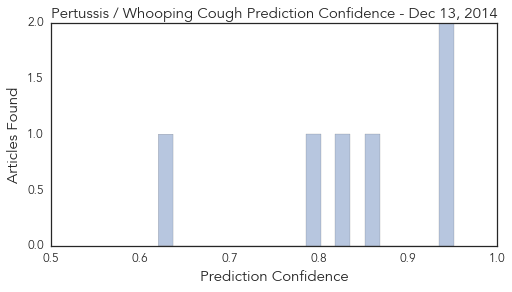 Pertussis / Whooping Cough Prediction Confidence - Dec 13, 2014
2.0
1.5
1.0
0.5
0.0
Articles Found
0.5 0.6 0.7 0.8 0.9 1.0
Prediction Confidence